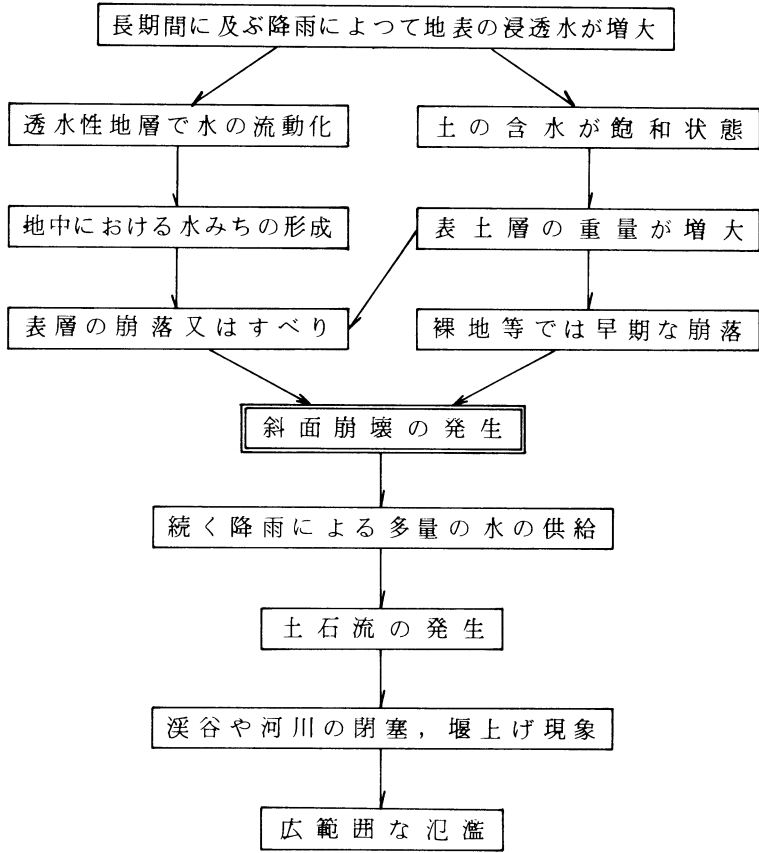 長期間に及ぶ降雨によつて地表の浸透水が増大
透水性地層で水の流動化
土の含水が飽和状態
地中における水みちの形成
表土層の重量が増大
表層の崩落又はすべり
裸地等では早期な崩落
斜面崩壊の発生
続く降雨による多量の水の供給
土石流の発生
渓谷や河川の閉塞，堰上げ現象
広範囲な氾濫